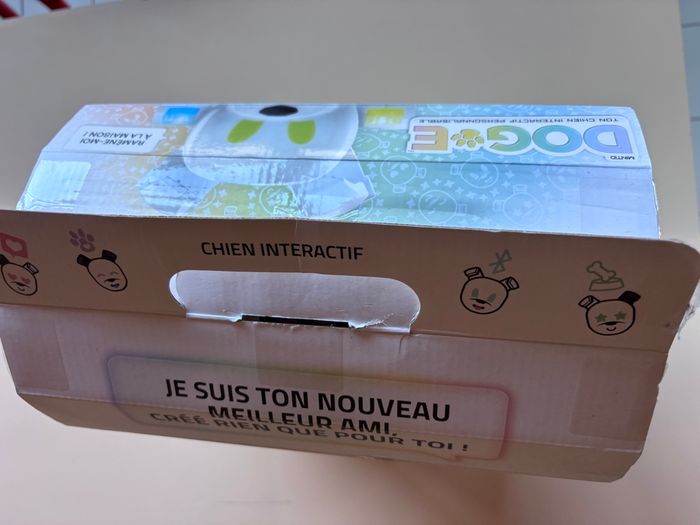 RAMÈNE-MOI
À LA MAISON !
MINTID
DOG-E
TON CHIEN INTERACTIF PERSONNALISABLE
CHIEN INTERACTIF
JE SUIS TON NOUVEAU
MEILLEUR AMI,
CRÉÉ RIEN QUE POUR TOI !